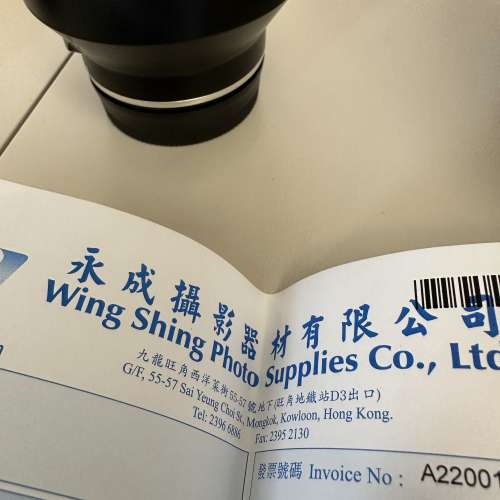 永成攝影器材有限公司
Wing Shing Photo Supplies Co., Ltd
九龍旺角西洋菜街55-57號地下(旺角地鐵站D3出口)
G/F, 55-57 Sai Yeung Choi St., Mongkok, Kowloon, Hong Kong.
Tel: 2396 6886 Fax: 2395 2130
發票號碼 Invoice No : A22001